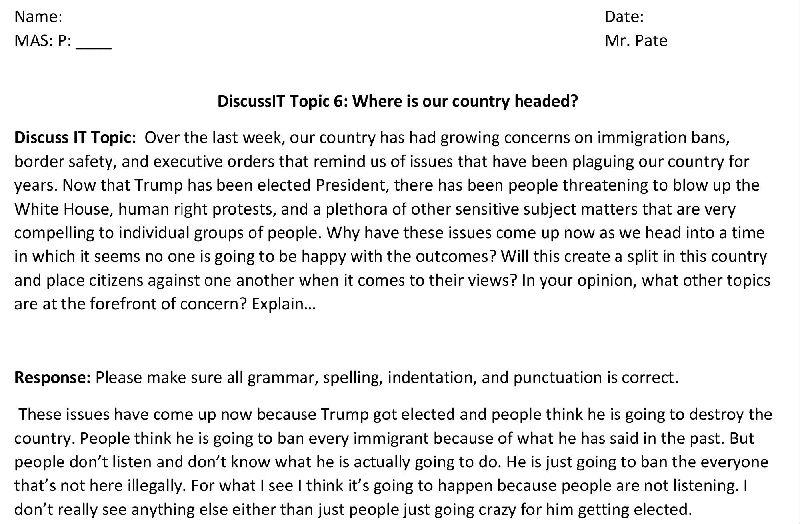 Name:
Date:
MAS: P: ____
Mr. Pate
DiscussIT Topic 6: Where is our country headed?
Discuss IT Topic: Over the last week, our country has had growing concerns on immigration bans,
border safety, and executive orders that remind us of issues that have been plaguing our country for
years. Now that Trump has been elected President, there has been people threatening to blow up the
White House, human right protests, and a plethora of other sensitive subject matters that are very
compelling to individual groups of people. Why have these issues come up now as we head into a time
in which it seems no one is going to be happy with the outcomes? Will this create a split in this country
and place citizens against one another when it comes to their views? In your opinion, what other topics
are at the forefront of concern? Explain...
Response: Please make sure all grammar, spelling, indentation, and punctuation is correct.
These issues have come up now because Trump got elected and people think he is going to destroy the
country. People think he is going to ban every immigrant because of what he has said in the past. But
people don't listen and don't know what he is actually going to do. He is just going to ban the everyone
that's not here illegally. For what I see I think it's going to happen because people are not listening. I
don't really see anything else either than just people just going crazy for him getting elected.